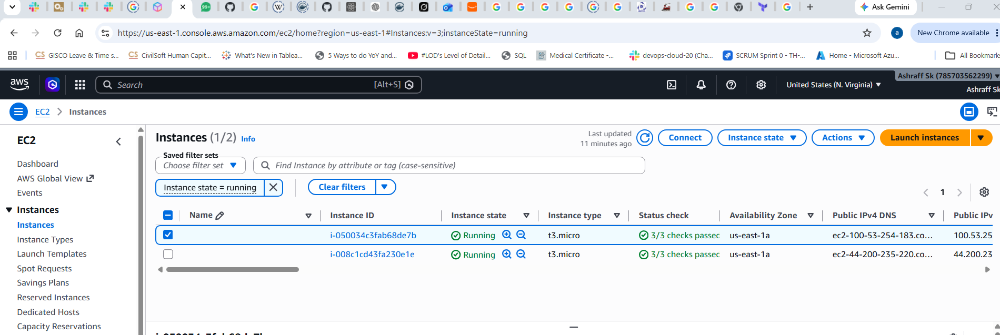 99+
Ask Gemini
https://us-east-1.console.aws.amazon.com/ec2/home?region=us-east-1#Instances:v=3;instanceState=running
a
New Chrome available
GISCO Leave & Time s...
CivilSoft Human Capit...
What's New in Tablea...
5 Ways to do YoY and...
#LOD's Level of Detail...
SQL
Medical Certificate -...
devops-cloud-20 (Cha...
SCRUM Sprint 0 - TH-...
Home - Microsoft Azu...
All Bookmarks
aws
Search
[Alt+S]
United States (N. Virginia)
Ashraff Sk (785703562299)
Ashraff Sk
EC2
Instances
EC2
Dashboard
AWS Global View
Events
Instances
Instances
Instance Types
Launch Templates
Spot Requests
Savings Plans
Reserved Instances
Dedicated Hosts
Capacity Reservations
Instances (1/2) Info
Last updated
11 minutes ago
Connect
Instance state
Actions
Launch instances
Saved filter sets
Choose filter set
Find Instance by attribute or tag (case-sensitive)
Instance state = running
Clear filters
1
Name Instance ID Instance state Instance type Status check Availability Zone Public IPv4 DNS Public IPv
i-050034c3fab68de7b Running t3.micro 3/3 checks passed us-east-1a ec2-100-53-254-183.co... 100.53.25
i-008c1cd43fa230e1e Running t3.micro 3/3 checks passed us-east-1a ec2-44-200-235-220.co... 44.200.23